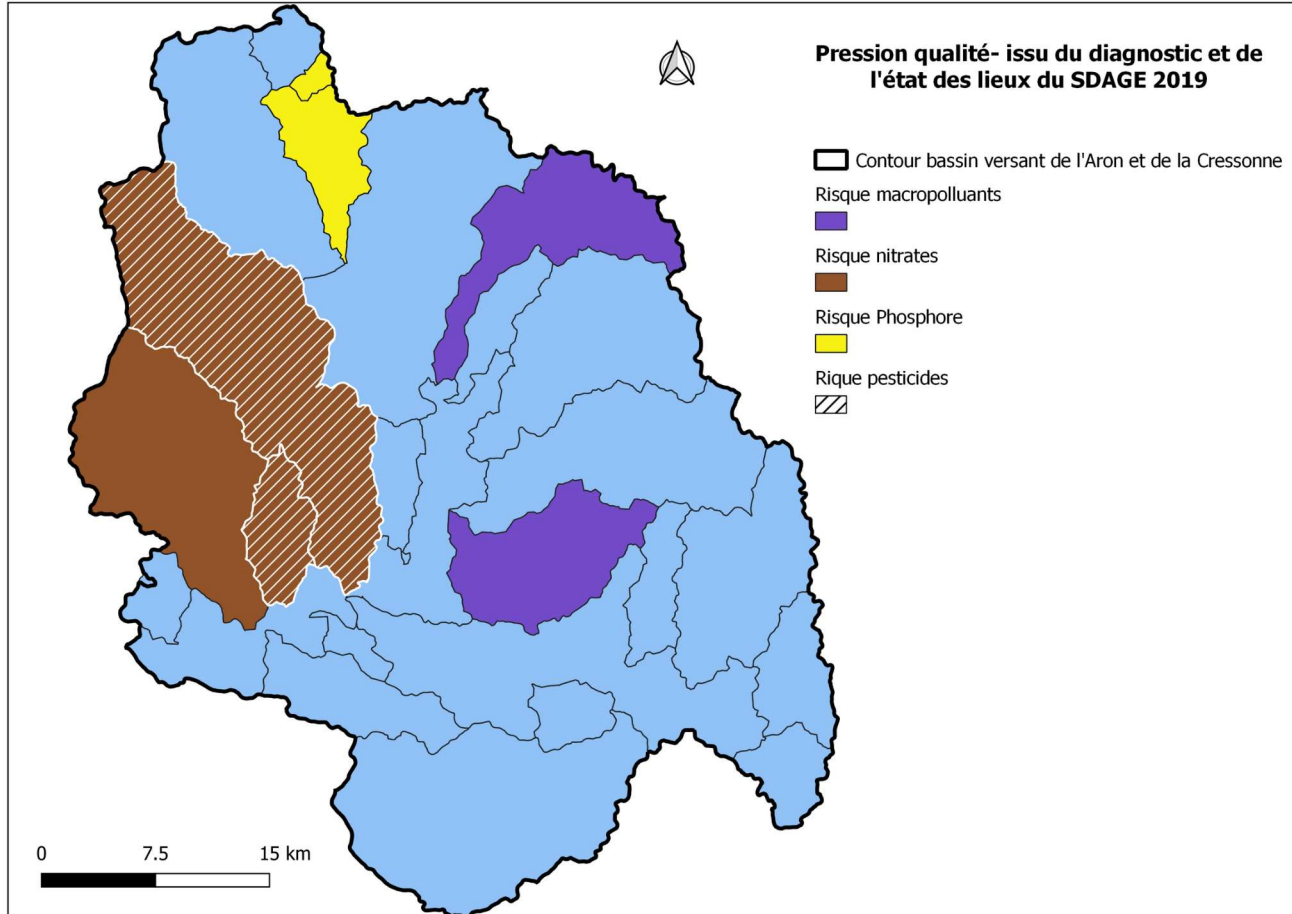 Pression qualité- issu du diagnostic et de
l'état des lieux du SDAGE 2019
Contour bassin versant de l'Aron et de la Cressonne
Risque macropolluants
Risque nitrates
Risque Phosphore
Rique pesticides
0 7.5 15 km